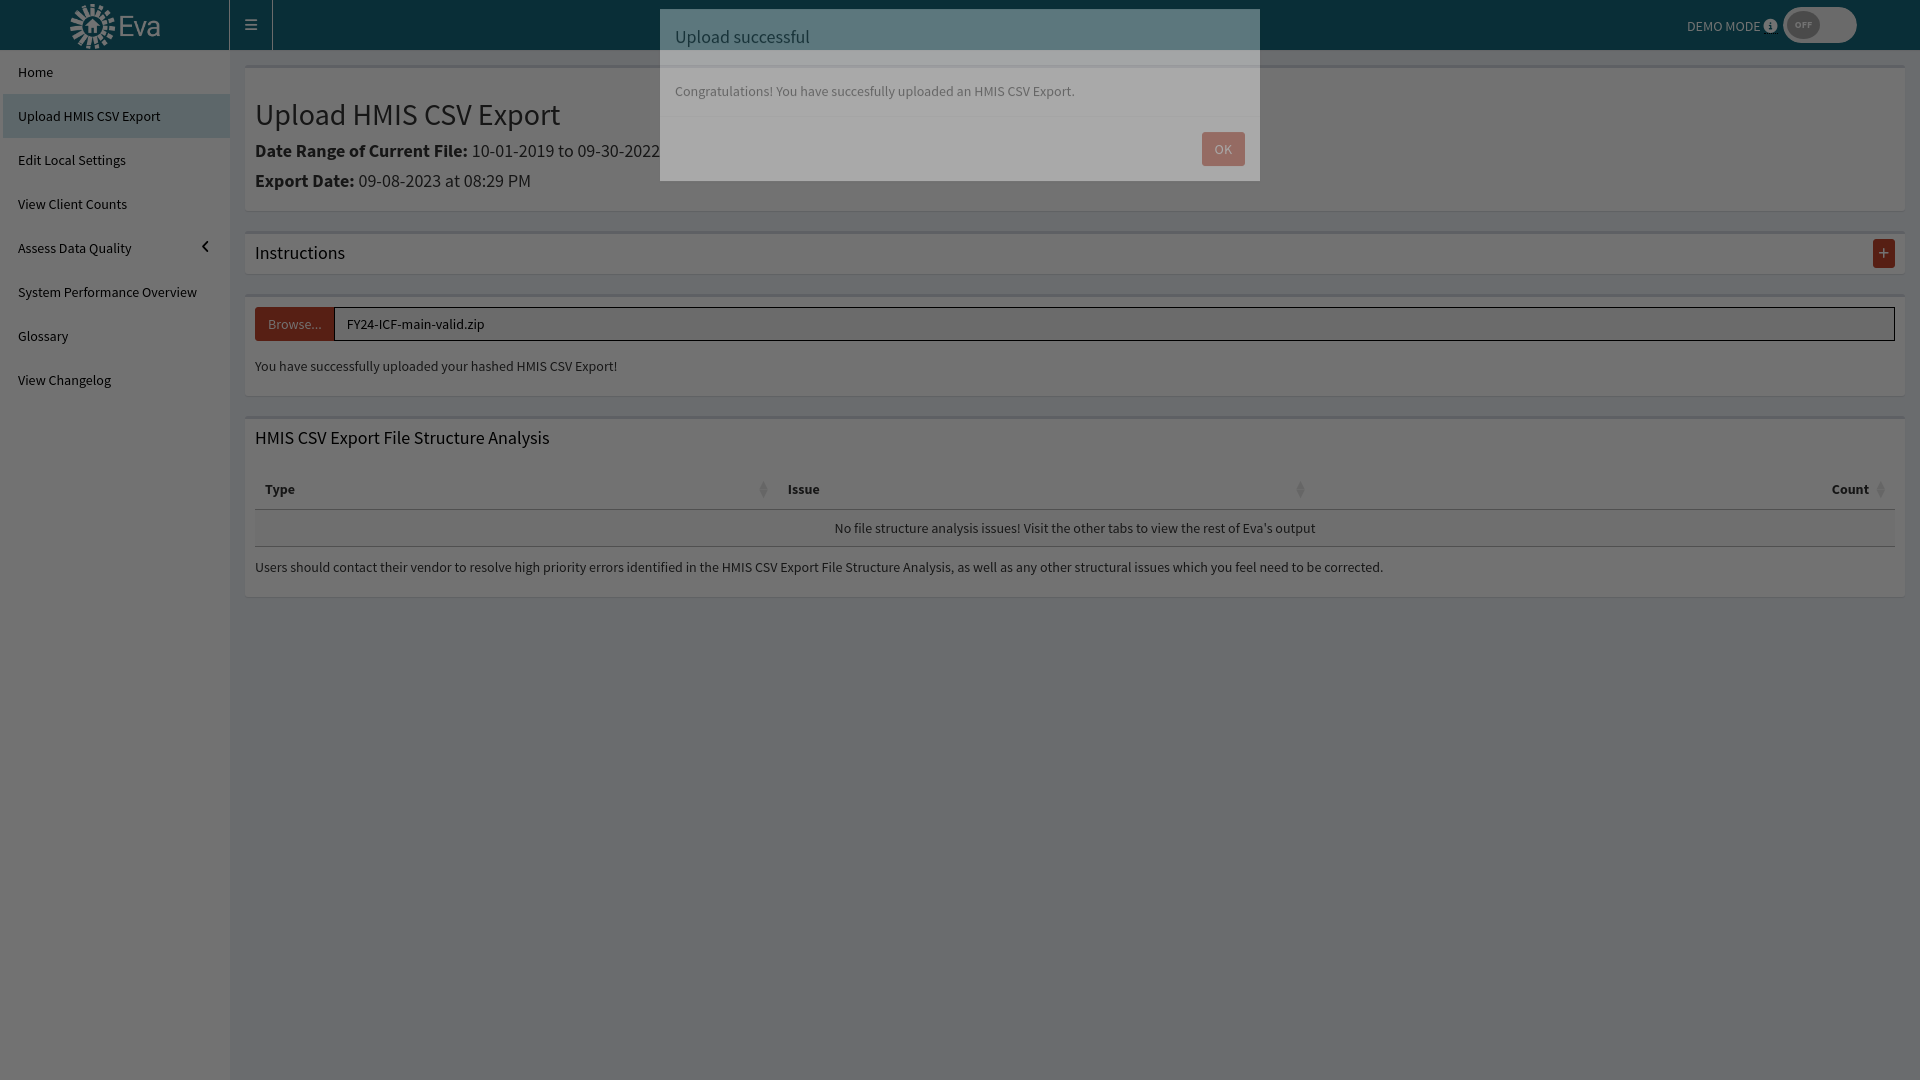 Eva
DEMO MODE
OFF
Upload successful
Congratulations! You have succesfully uploaded an HMIS CSV Export.
OK
Home
Upload HMIS CSV Export
Edit Local Settings
View Client Counts
Assess Data Quality
System Performance Overview
Glossary
View Changelog
Upload HMIS CSV Export
Date Range of Current File: 10-01-2019 to 09-30-2022
Export Date: 09-08-2023 at 08:29 PM
Instructions
+
Browse... FY24-ICF-main-valid.zip
You have successfully uploaded your hashed HMIS CSV Export!
HMIS CSV Export File Structure Analysis
Type Issue Count
No file structure analysis issues! Visit the other tabs to view the rest of Eva's output
Users should contact their vendor to resolve high priority errors identified in the HMIS CSV Export File Structure Analysis, as well as any other structural issues which you feel need to be corrected.